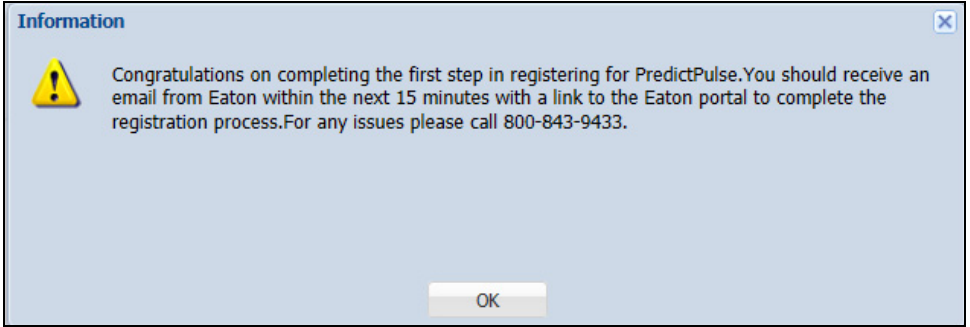 Information
Congratulations on completing the first step in registering for PredictPulse.You should receive an
email from Eaton within the next 15 minutes with a link to the Eaton portal to complete the
registration process.For any issues please call 800-843-9433.
OK